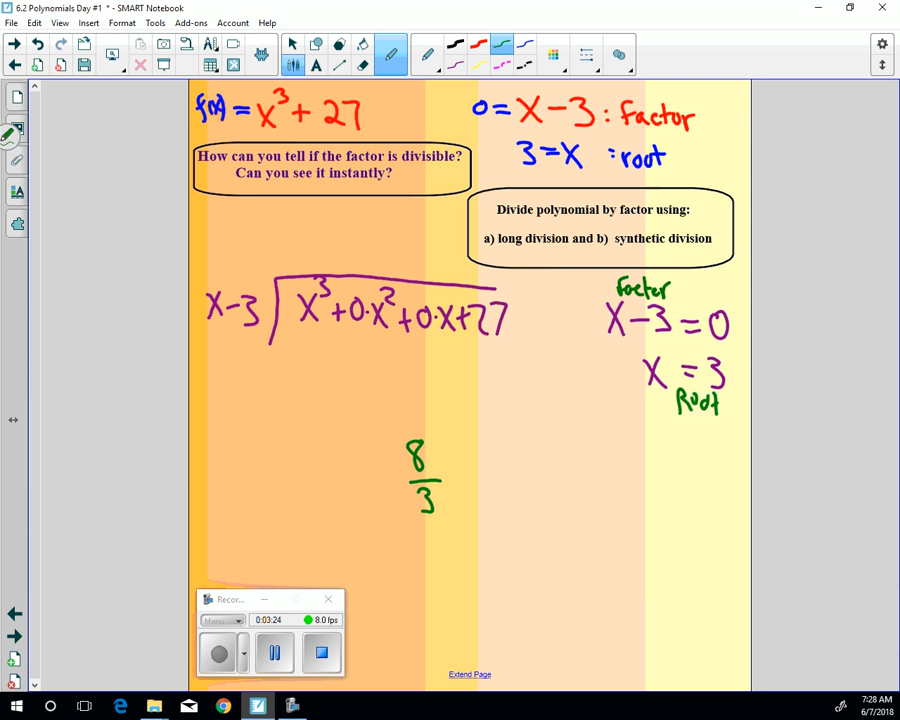 6.2 Polynomials Day #1 * - SMART Notebook
File Edit View Insert Format Tools Add-ons Account Help
f(x) = x³ + 27
0 = x - 3 : factor
3 = x : root
How can you tell if the factor is divisible?
Can you see it instantly?
Divide polynomial by factor using:
a) long division and b) synthetic division
x-3 x³+0·x²+0·x+27
Factor
x-3=0
x = 3
Root
8
3
Recor...
Menu...
0:03:24
8.0 fps
Extend Page
7:28 AM
6/7/2018